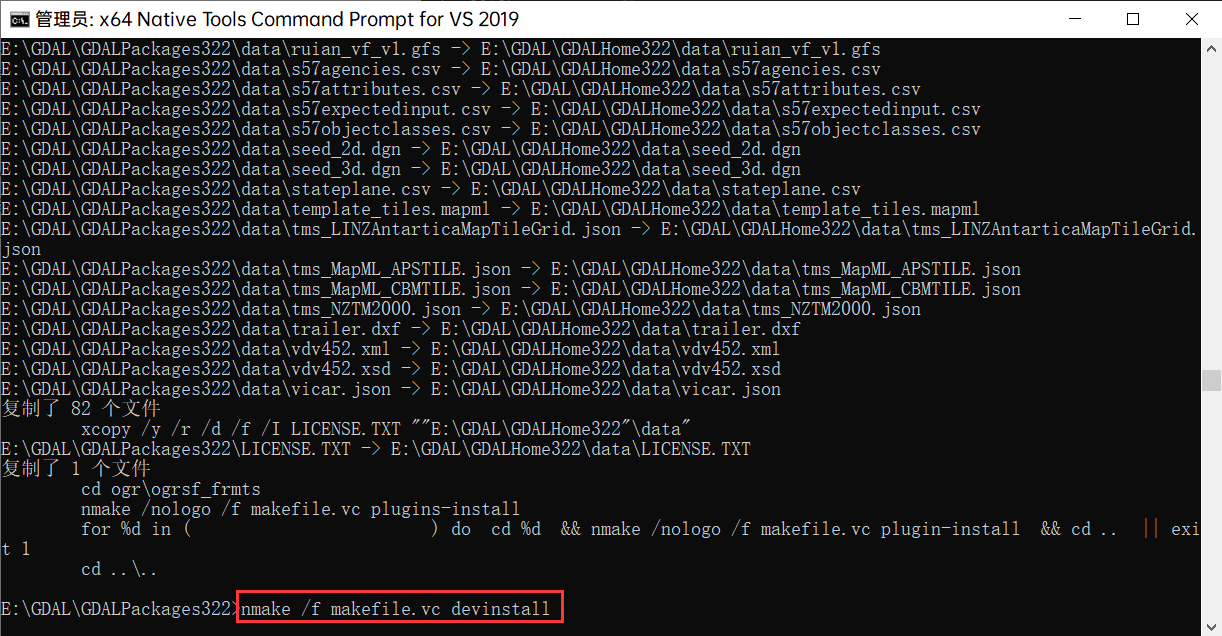 管理员: x64 Native Tools Command Prompt for VS 2019
E:\GDAL\GDALPackages322\data\ruian_vf_v1.gfs -> E:\GDAL\GDALHome322\data\ruian_vf_v1.gfs
E:\GDAL\GDALPackages322\data\s57agencies.csv -> E:\GDAL\GDALHome322\data\s57agencies.csv
E:\GDAL\GDALPackages322\data\s57attributes.csv -> E:\GDAL\GDALHome322\data\s57attributes.csv
E:\GDAL\GDALPackages322\data\s57expectedinput.csv -> E:\GDAL\GDALHome322\data\s57expectedinput.csv
E:\GDAL\GDALPackages322\data\s57objectclasses.csv -> E:\GDAL\GDALHome322\data\s57objectclasses.csv
E:\GDAL\GDALPackages322\data\seed_2d.dgn -> E:\GDAL\GDALHome322\data\seed_2d.dgn
E:\GDAL\GDALPackages322\data\seed_3d.dgn -> E:\GDAL\GDALHome322\data\seed_3d.dgn
E:\GDAL\GDALPackages322\data\stateplane.csv -> E:\GDAL\GDALHome322\data\stateplane.csv
E:\GDAL\GDALPackages322\data\template_tiles.mapml -> E:\GDAL\GDALHome322\data\template_tiles.mapml
E:\GDAL\GDALPackages322\data\tms_LINZAntarticaMapTileGrid.json -> E:\GDAL\GDALHome322\data\tms_LINZAntarticaMapTileGrid.
json
E:\GDAL\GDALPackages322\data\tms_MapML_APSTILE.json -> E:\GDAL\GDALHome322\data\tms_MapML_APSTILE.json
E:\GDAL\GDALPackages322\data\tms_MapML_CBMTILE.json -> E:\GDAL\GDALHome322\data\tms_MapML_CBMTILE.json
E:\GDAL\GDALPackages322\data\tms_NZTM2000.json -> E:\GDAL\GDALHome322\data\tms_NZTM2000.json
E:\GDAL\GDALPackages322\data\trailer.dxf -> E:\GDAL\GDALHome322\data\trailer.dxf
E:\GDAL\GDALPackages322\data\vdv452.xml -> E:\GDAL\GDALHome322\data\vdv452.xml
E:\GDAL\GDALPackages322\data\vdv452.xsd -> E:\GDAL\GDALHome322\data\vdv452.xsd
E:\GDAL\GDALPackages322\data\vicar.json -> E:\GDAL\GDALHome322\data\vicar.json
复制了 82 个文件
xcopy /y /r /d /f /I LICENSE.TXT ""E:\GDAL\GDALHome322"\data"
E:\GDAL\GDALPackages322\LICENSE.TXT -> E:\GDAL\GDALHome322\data\LICENSE.TXT
复制了 1 个文件
cd ogr\ogrsf_frmts
nmake /nologo /f makefile.vc plugins-install
for %d in ( ) do cd %d && nmake /nologo /f makefile.vc plugin-install && cd .. || exi
t 1
cd ..\..
E:\GDAL\GDALPackages322>nmake /f makefile.vc devinstall